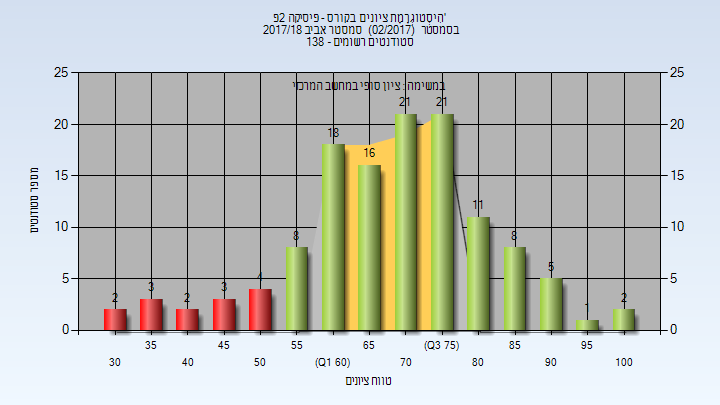 היסטוגרמת ציונים בקורס - פיסיקה 2פ'
בסמסטר (02/2017) סמסטר אביב 2017/18
סטודנטים רשומים - 138
במשימה : ציון סופי במחשב המרכזי
מספר סטודנטים
25 25
20 20
15 15
10 10
5 5
0 0
2 3 2 3 4 8 18 16 21 21 11 8 5 1 2
35 45 55 65 (Q3 75) 85 95
30 40 50 (Q1 60) 70 80 90 100
טווח ציונים